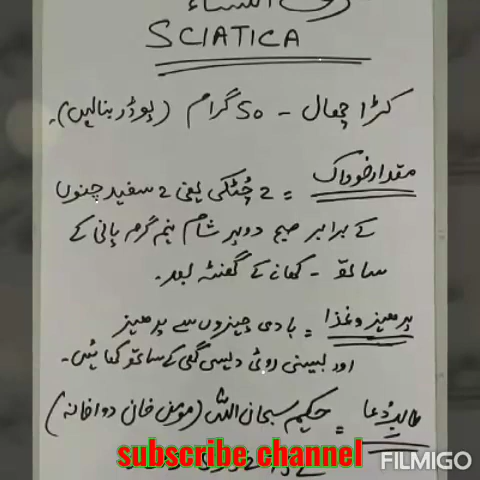 عرق النساء
SCIATICA
کڑا چھال - 50 گرام (پوڈر بنالیں)۔
مقدار خوراک = 2 چُٹکی یعنی 2 سفید چنوں
کے برابر صبح دوپہر شام نیم گرم پانی کے
ساتھ - کھانے کے گھنٹہ بعد۔
پرہیز و غذا = بادی چیزوں سے پرہیز
اور بیسنی روٹی دیسی گھی کے ساتھ کھائیں۔
طالبِ دُعا = حکیم سبحان اللہ (مومن خان دواخانہ)
subscribe channel
FILMIGO